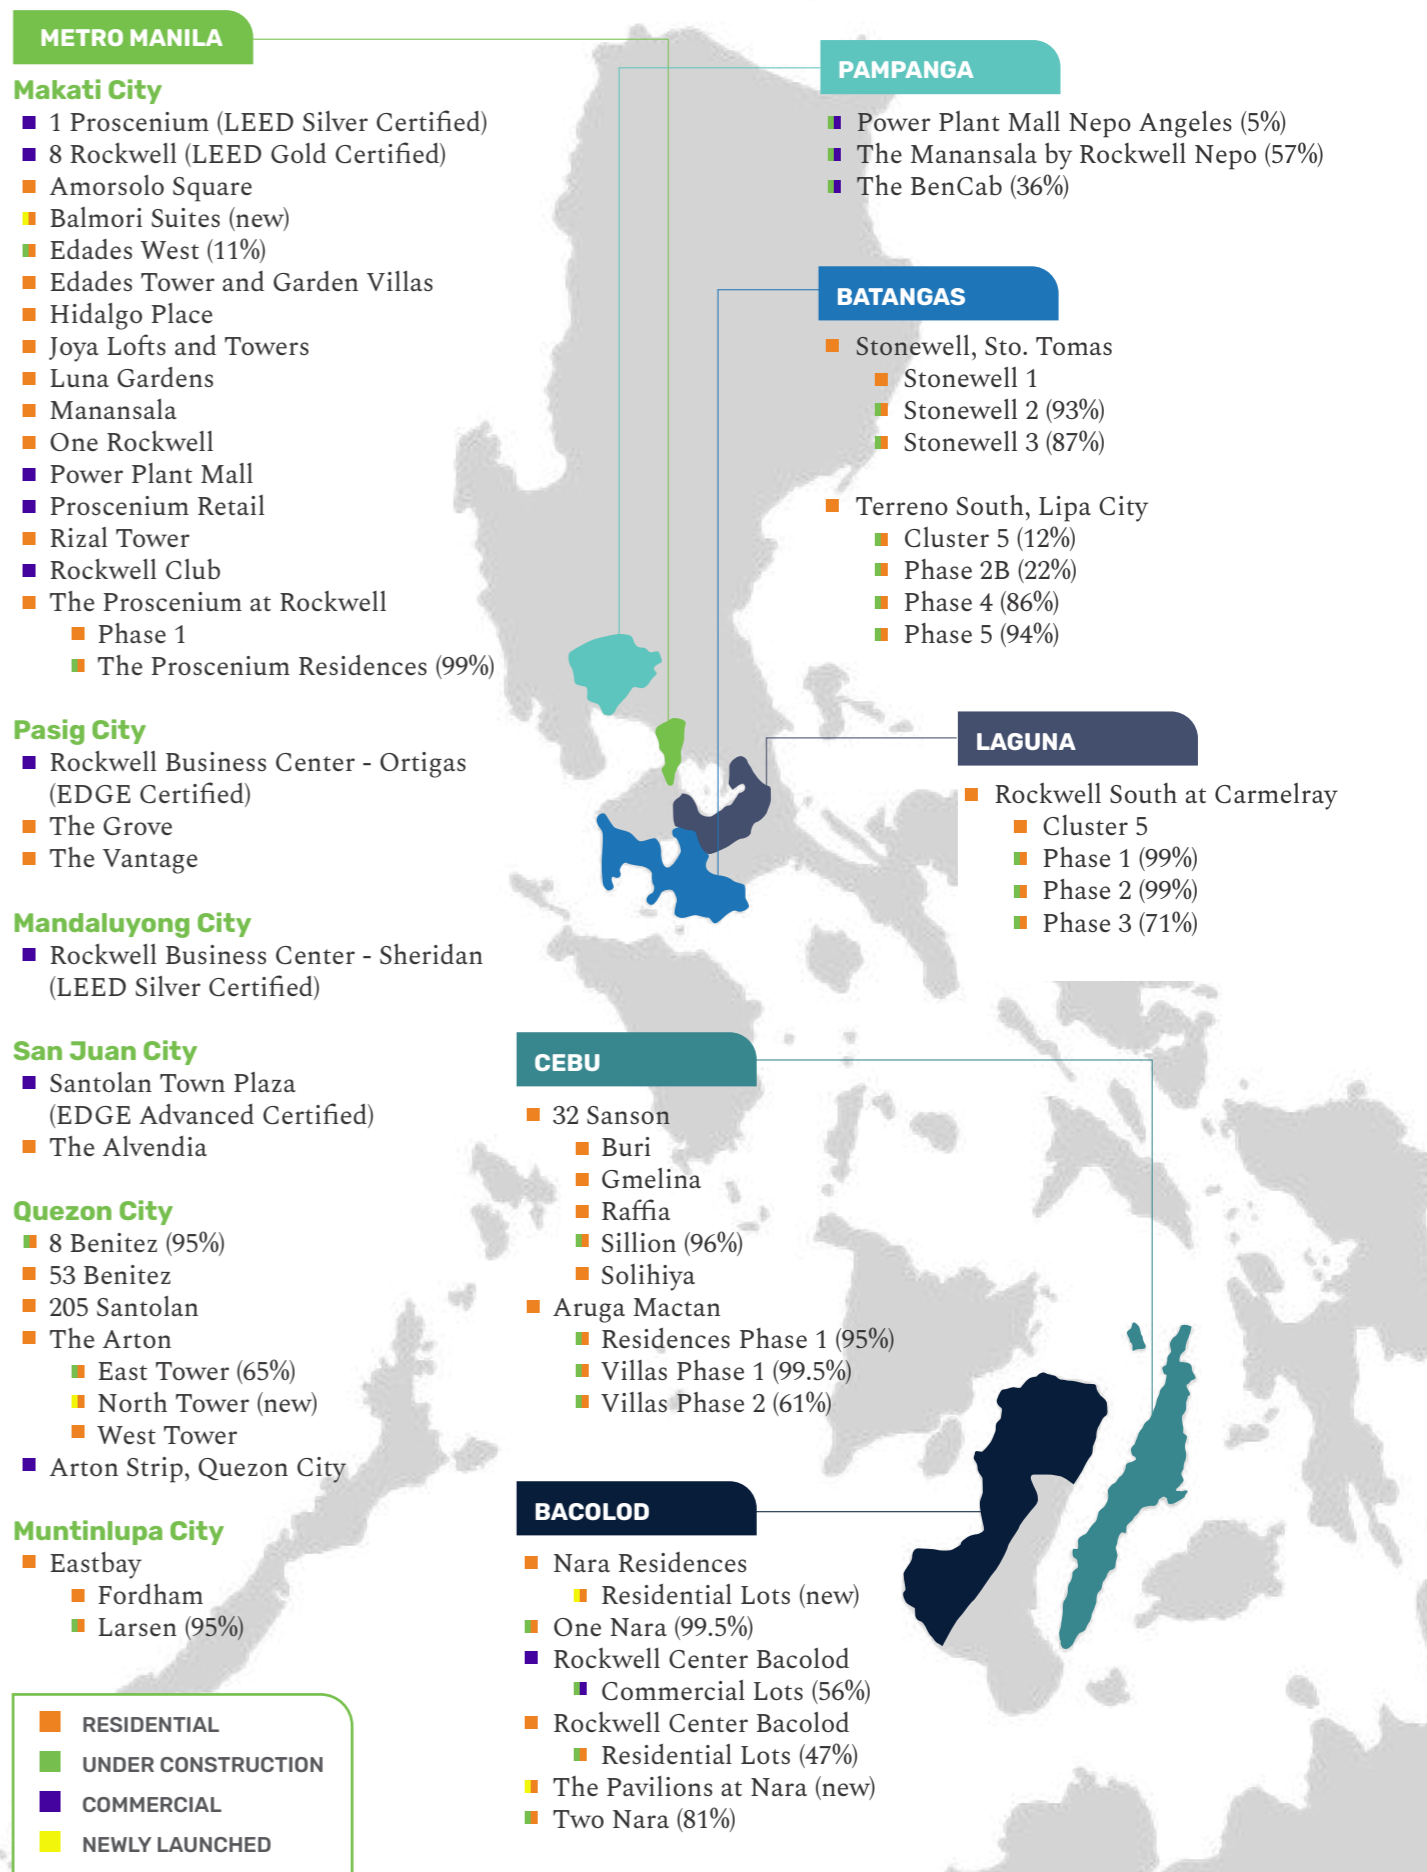 METRO MANILA
Makati City
1 Proscenium (LEED Silver Certified)
8 Rockwell (LEED Gold Certified)
Amorsolo Square
Balmori Suites (new)
Edades West (11%)
Edades Tower and Garden Villas
Hidalgo Place
Joya Lofts and Towers
Luna Gardens
Manansala
One Rockwell
Power Plant Mall
Proscenium Retail
Rizal Tower
Rockwell Club
The Proscenium at Rockwell
Phase 1
The Proscenium Residences (99%)
Pasig City
Rockwell Business Center - Ortigas
(EDGE Certified)
The Grove
The Vantage
Mandaluyong City
Rockwell Business Center - Sheridan
(LEED Silver Certified)
San Juan City
Santolan Town Plaza
(EDGE Advanced Certified)
The Alvendia
Quezon City
8 Benitez (95%)
53 Benitez
205 Santolan
The Arton
East Tower (65%)
North Tower (new)
West Tower
Arton Strip, Quezon City
Muntinlupa City
Eastbay
Fordham
Larsen (95%)
RESIDENTIAL
UNDER CONSTRUCTION
COMMERCIAL
NEWLY LAUNCHED
PAMPANGA
Power Plant Mall Nepo Angeles (5%)
The Manansala by Rockwell Nepo (57%)
The BenCab (36%)
BATANGAS
Stonewell, Sto. Tomas
Stonewell 1
Stonewell 2 (93%)
Stonewell 3 (87%)
Terreno South, Lipa City
Cluster 5 (12%)
Phase 2B (22%)
Phase 4 (86%)
Phase 5 (94%)
LAGUNA
Rockwell South at Carmelray
Cluster 5
Phase 1 (99%)
Phase 2 (99%)
Phase 3 (71%)
CEBU
32 Sanson
Buri
Gmelina
Raffia
Sillion (96%)
Solihiya
Aruga Mactan
Residences Phase 1 (95%)
Villas Phase 1 (99.5%)
Villas Phase 2 (61%)
BACOLOD
Nara Residences
Residential Lots (new)
One Nara (99.5%)
Rockwell Center Bacolod
Commercial Lots (56%)
Rockwell Center Bacolod
Residential Lots (47%)
The Pavilions at Nara (new)
Two Nara (81%)